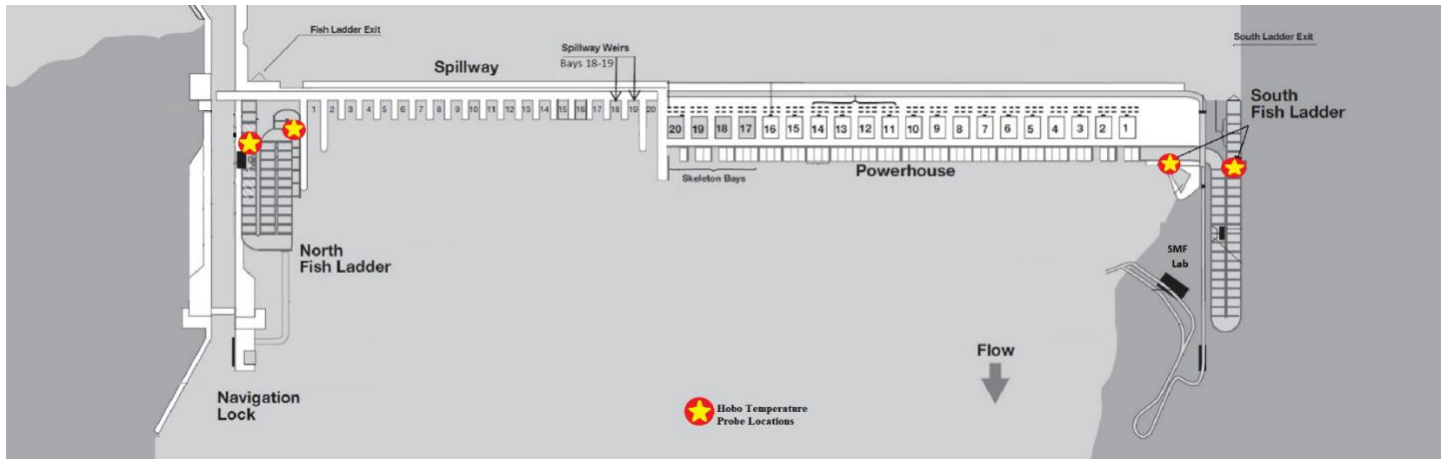 Fish Ladder Exit
Spillway
Spillway Weirs
Bays 18-19
South Ladder Exit
South
Fish Ladder
1 2 3 4 5 6 7 8 9 10 11 12 13 14 15 16 17 18 19 20
20 19 18 17 16 15 14 13 12 11 10 9 8 7 6 5 4 3 2 1
Skeleton Bays
Powerhouse
North
Fish Ladder
SMF
Lab
Flow
Navigation
Lock
Hobo Temperature
Probe Locations